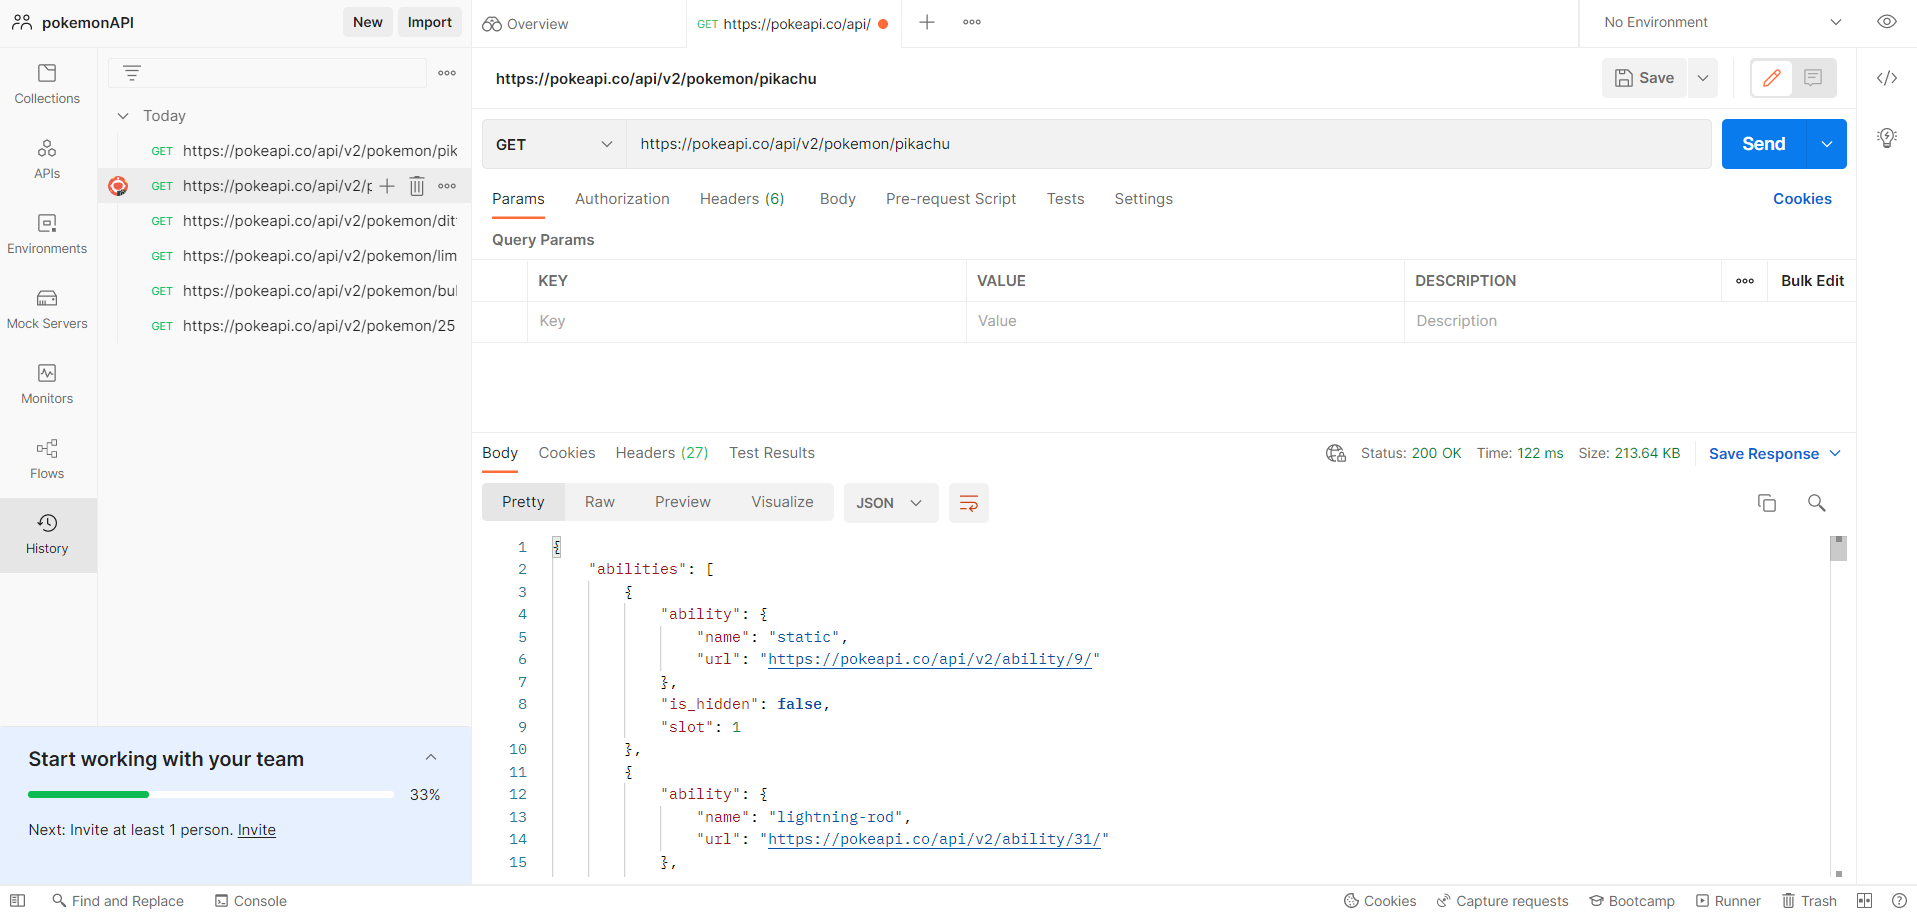 pokemonAPI
New
Import
Overview
GET https://pokeapi.co/api/
No Environment
Collections
APIs
Environments
Mock Servers
Monitors
Flows
History
Today
GET https://pokeapi.co/api/v2/pokemon/pik
GET https://pokeapi.co/api/v2/p
GET https://pokeapi.co/api/v2/pokemon/dit
GET https://pokeapi.co/api/v2/pokemon/lim
GET https://pokeapi.co/api/v2/pokemon/bul
GET https://pokeapi.co/api/v2/pokemon/25
Start working with your team
33%
Next: Invite at least 1 person. Invite
https://pokeapi.co/api/v2/pokemon/pikachu
Save
GET
https://pokeapi.co/api/v2/pokemon/pikachu
Send
Params Authorization Headers (6) Body Pre-request Script Tests Settings
Cookies
Query Params
KEY VALUE DESCRIPTION
Bulk Edit
Key Value Description
Body Cookies Headers (27) Test Results
Status: 200 OK Time: 122 ms Size: 213.64 KB
Save Response
Pretty Raw Preview Visualize
JSON
1 {
2 "abilities": [
3 {
4 "ability": {
5 "name": "static",
6 "url": "https://pokeapi.co/api/v2/ability/9/"
7 },
8 "is_hidden": false,
9 "slot": 1
10 },
11 {
12 "ability": {
13 "name": "lightning-rod",
14 "url": "https://pokeapi.co/api/v2/ability/31/"
15 },
Find and Replace
Console
Cookies
Capture requests
Bootcamp
Runner
Trash